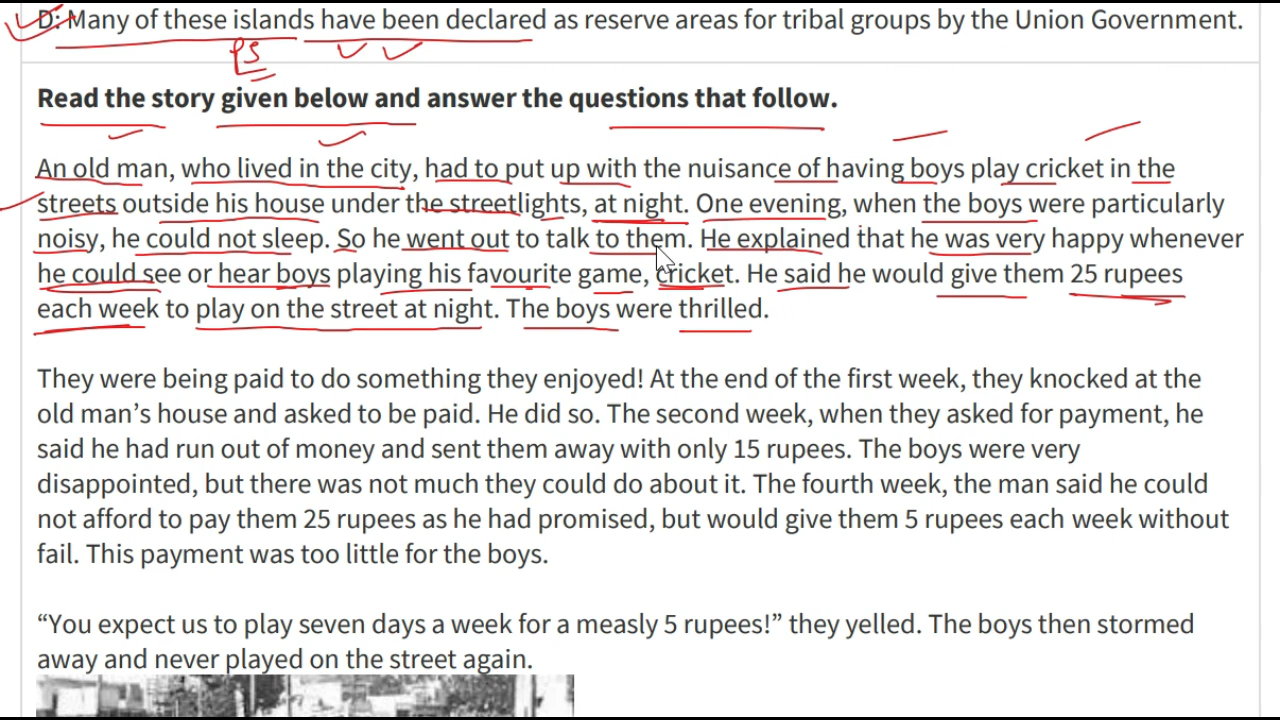 D: Many of these islands have been declared as reserve areas for tribal groups by the Union Government.
PS
Read the story given below and answer the questions that follow.
An old man, who lived in the city, had to put up with the nuisance of having boys play cricket in the
streets outside his house under the streetlights, at night. One evening, when the boys were particularly
noisy, he could not sleep. So he went out to talk to them. He explained that he was very happy whenever
he could see or hear boys playing his favourite game, cricket. He said he would give them 25 rupees
each week to play on the street at night. The boys were thrilled.
They were being paid to do something they enjoyed! At the end of the first week, they knocked at the
old man’s house and asked to be paid. He did so. The second week, when they asked for payment, he
said he had run out of money and sent them away with only 15 rupees. The boys were very
disappointed, but there was not much they could do about it. The fourth week, the man said he could
not afford to pay them 25 rupees as he had promised, but would give them 5 rupees each week without
fail. This payment was too little for the boys.
“You expect us to play seven days a week for a measly 5 rupees!” they yelled. The boys then stormed
away and never played on the street again.